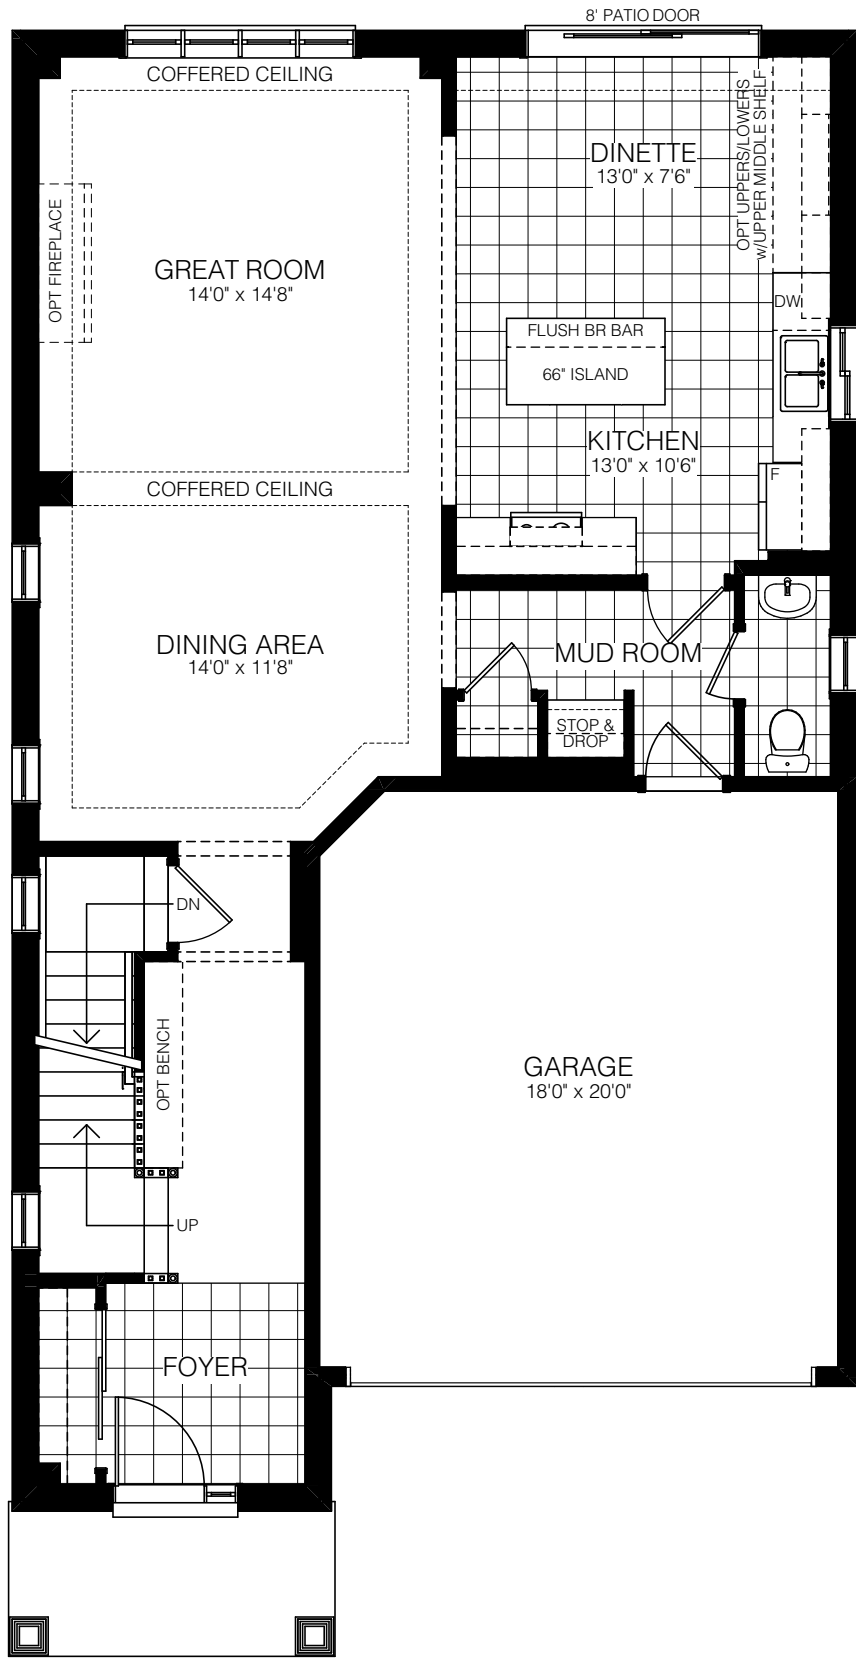 8' PATIO DOOR
COFFERED CEILING
OPT UPPERS/LOWERS
w/UPPER MIDDLE SHELF
DINETTE
13'0" x 7'6"
OPT FIREPLACE
GREAT ROOM
14'0" x 14'8"
DW
FLUSH BR BAR
66" ISLAND
KITCHEN
13'0" x 10'6"
F
COFFERED CEILING
DINING AREA
14'0" x 11'8"
MUD ROOM
STOP &
DROP
DN
OPT BENCH
GARAGE
18'0" x 20'0"
UP
FOYER